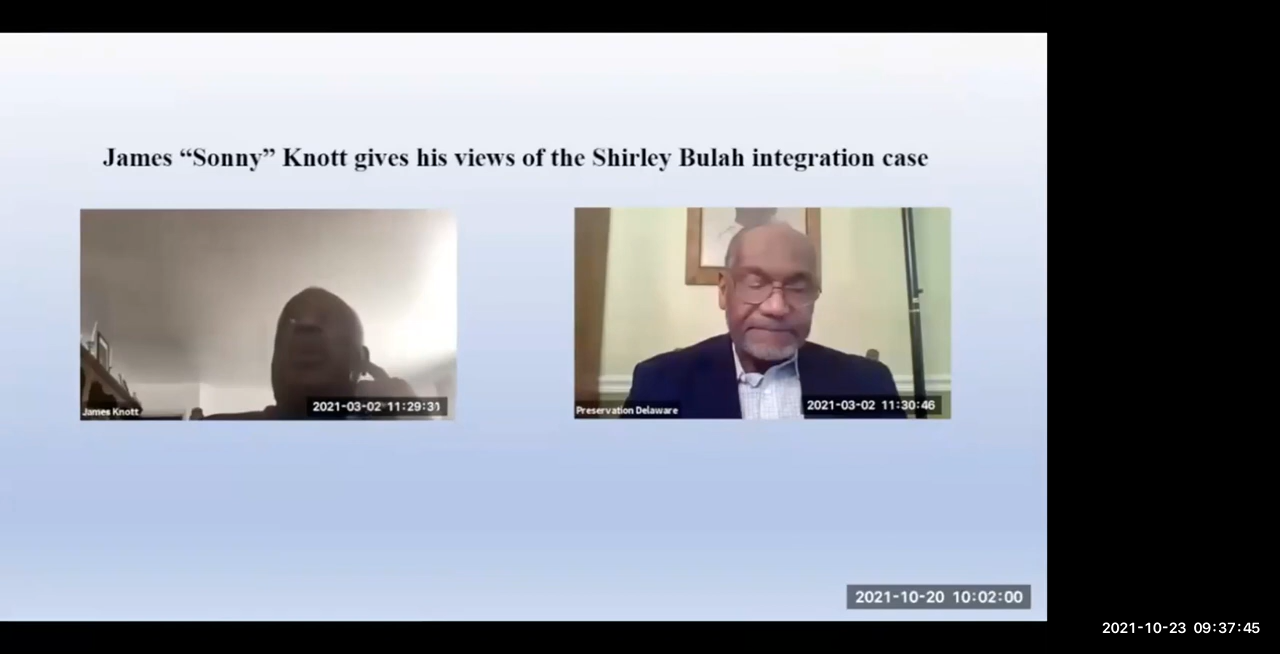 James “Sonny” Knott gives his views of the Shirley Bulah integration case
James Knott
2021-03-02 11:29:31
Preservation Delaware
2021-03-02 11:30:46
2021-10-20 10:02:00
2021-10-23 09:37:45